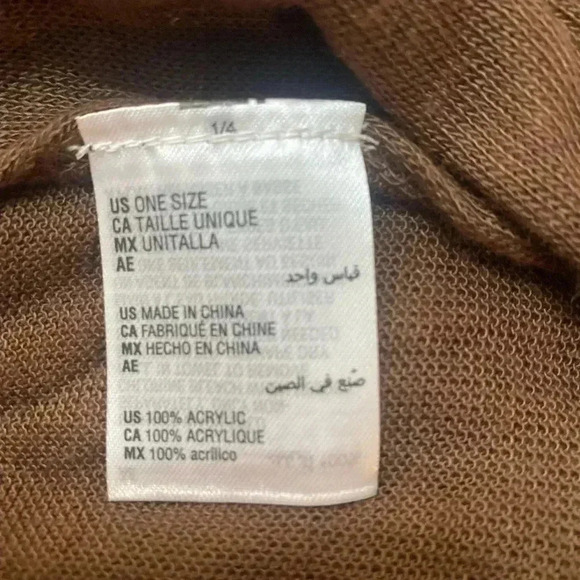 1/4
US ONE SIZE
CA TAILLE UNIQUE
MX UNITALLA
AE
قياس واحد
US MADE IN CHINA
CA FABRIQUÉ EN CHINE
MX HECHO EN CHINA
AE
صّنع في الصين
US 100% ACRYLIC
CA 100% ACRYLIQUE
MX 100% acrílico